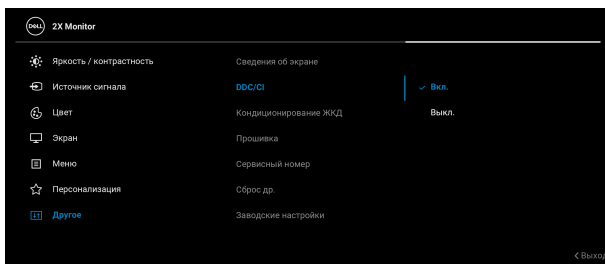 DELL 2X Monitor
Яркость / контрастность Сведения об экране
Источник сигнала DDC/CI Вкл.
Цвет Кондиционирование ЖКД Выкл.
Экран Прошивка
Меню Сервисный номер
Персонализация Сброс др.
Другое Заводские настройки
Выход